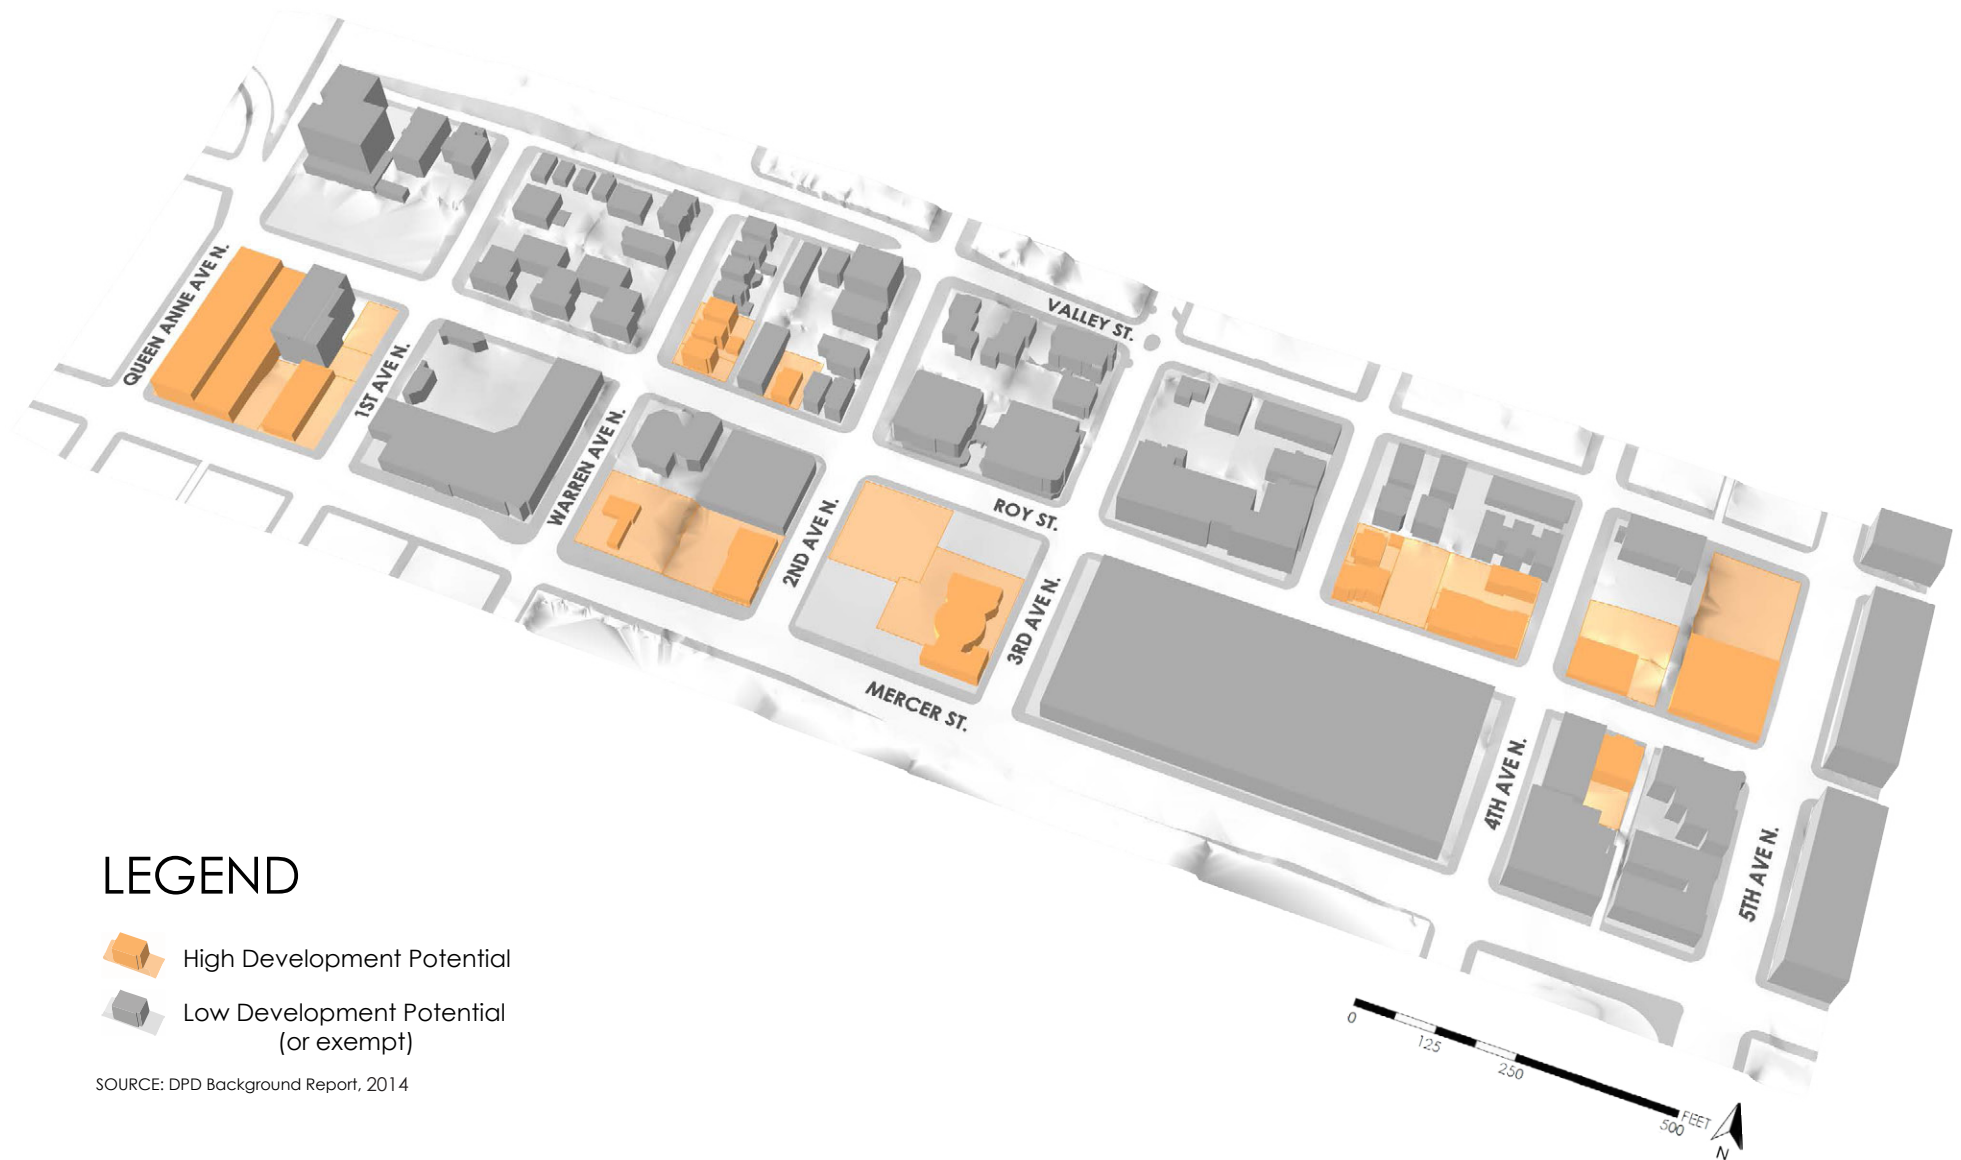 VALLEY ST.
QUEEN ANNE AVE N.
1ST AVE N.
WARREN AVE N.
2ND AVE N.
ROY ST.
3RD AVE N.
MERCER ST.
4TH AVE N.
5TH AVE N.
LEGEND
High Development Potential
Low Development Potential
(or exempt)
SOURCE: DPD Background Report, 2014
0
125
250
500
FEET
N